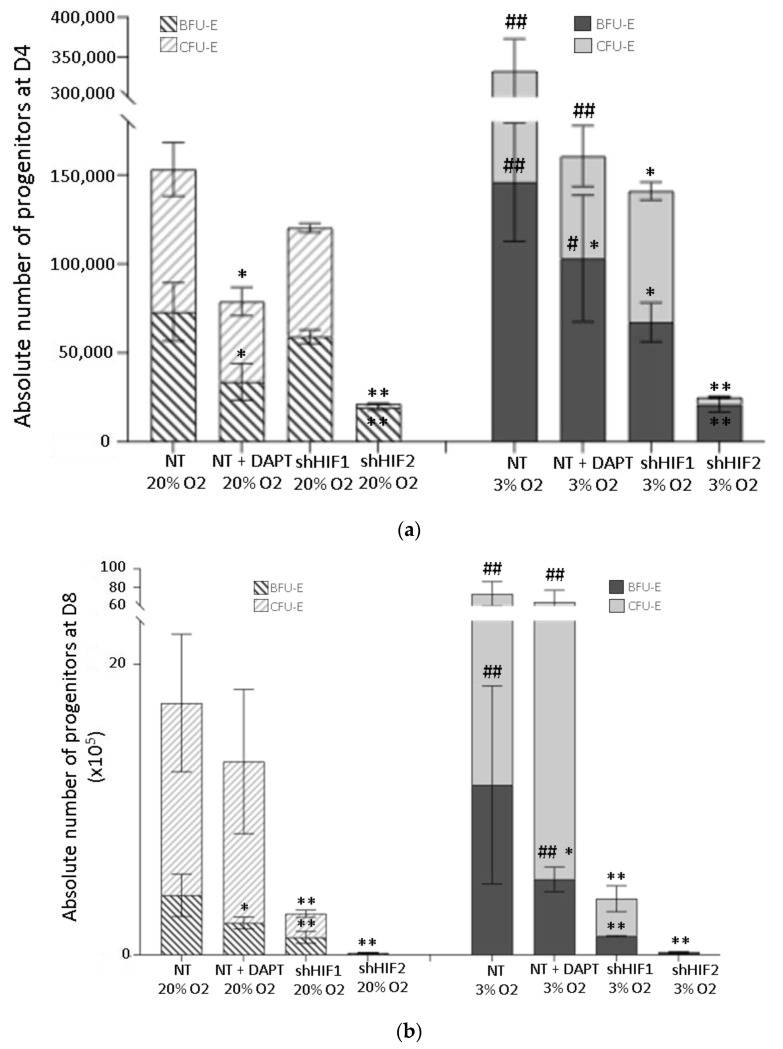 Absolute number of progenitors at D4
400,000
350,000
300,000
150,000
100,000
50,000
0
BFU-E
CFU-E
BFU-E
CFU-E
##
##
##
*
# *
*
*
*
**
**
**
**
NT
20% O2
NT + DAPT
20% O2
shHIF1
20% O2
shHIF2
20% O2
NT
3% O2
NT + DAPT
3% O2
shHIF1
3% O2
shHIF2
3% O2
(a)
Absolute number of progenitors at D8
(x10⁵)
100
80
60
20
0
BFU-E
CFU-E
BFU-E
CFU-E
##
##
##
## *
*
**
**
**
**
**
**
NT
20% O2
NT + DAPT
20% O2
shHIF1
20% O2
shHIF2
20% O2
NT
3% O2
NT + DAPT
3% O2
shHIF1
3% O2
shHIF2
3% O2
(b)